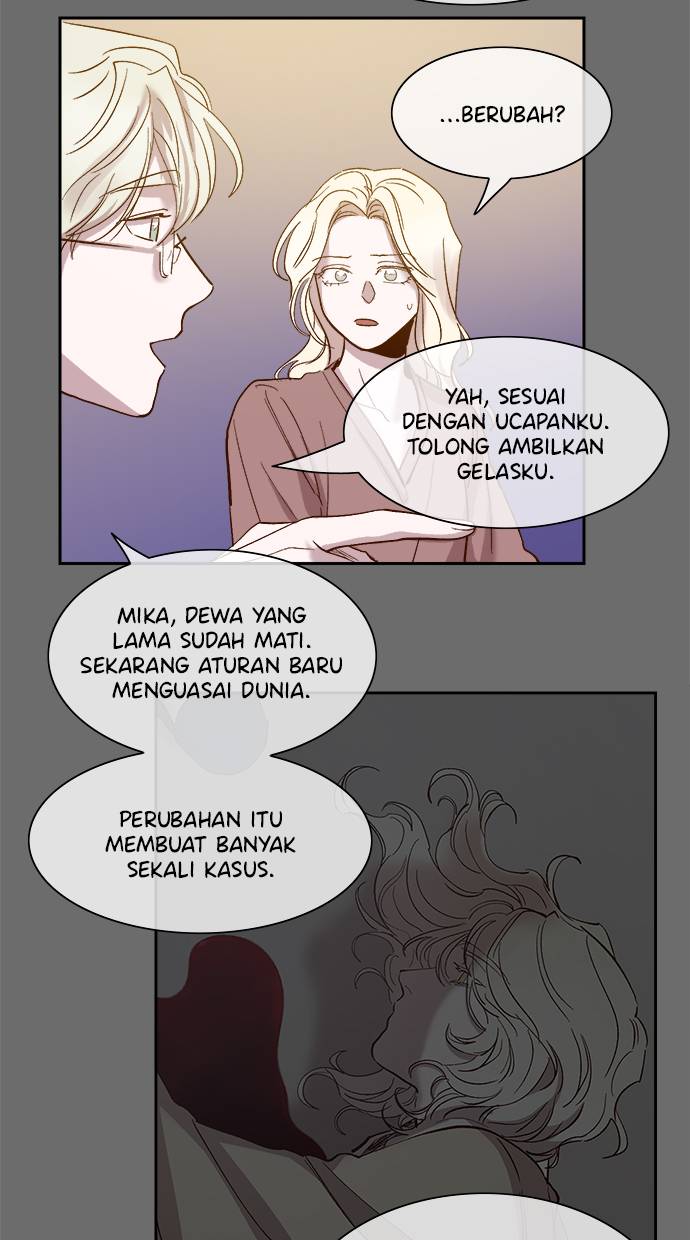 ...BERUBAH?
YAH, SESUAI
DENGAN UCAPANKU.
TOLONG AMBILKAN
GELASKU.
MIKA, DEWA YANG
LAMA SUDAH MATI.
SEKARANG ATURAN BARU
MENGUASAI DUNIA.
PERUBAHAN ITU
MEMBUAT BANYAK
SEKALI KASUS.